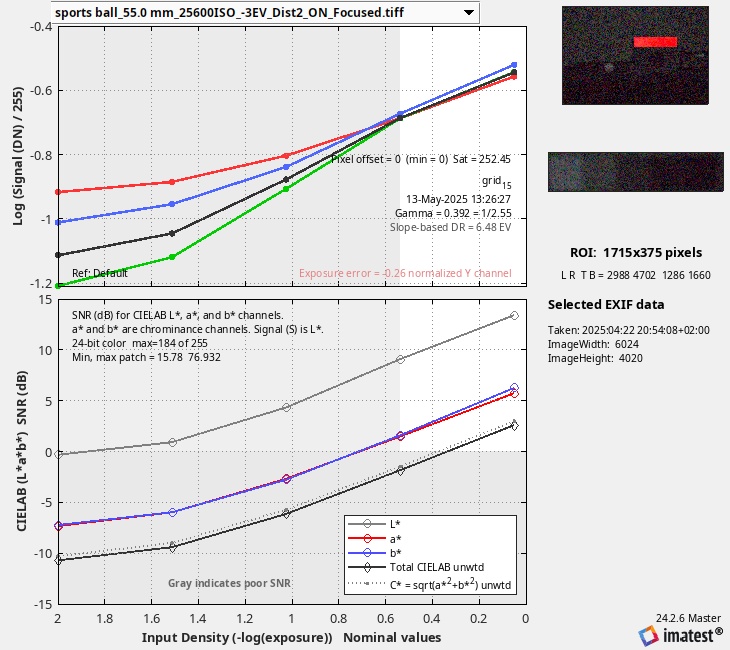 sports ball_55.0 mm_25600ISO_-3EV_Dist2_ON_Focused.tiff
-0.4
-0.6
-0.8
-1
-1.2
Log (Signal (DN) / 255)
Pixel offset = 0 (min = 0) Sat = 252.45
grid15
13-May-2025 13:26:27
Gamma = 0.392 = 1/2.55
Slope-based DR = 6.48 EV
Ref: Default
Exposure error = -0.26 normalized Y channel
15
10
5
0
-5
-10
-15
CIELAB (L*a*b*) SNR (dB)
SNR (dB) for CIELAB L*, a*, and b* channels.
a* and b* are chrominance channels. Signal (S) is L*.
24-bit color max=184 of 255
Min, max patch = 15.78 76.932
L*
a*
b*
Total CIELAB unwtd
C* = sqrt(a*2+b*2) unwtd
Gray indicates poor SNR
2 1.8 1.6 1.4 1.2 1 0.8 0.6 0.4 0.2 0
Input Density (-log(exposure)) Nominal values
ROI: 1715x375 pixels
L R T B = 2988 4702 1286 1660
Selected EXIF data
Taken: 2025:04:22 20:54:08+02:00
ImageWidth: 6024
ImageHeight: 4020
24.2.6 Master
imatest®